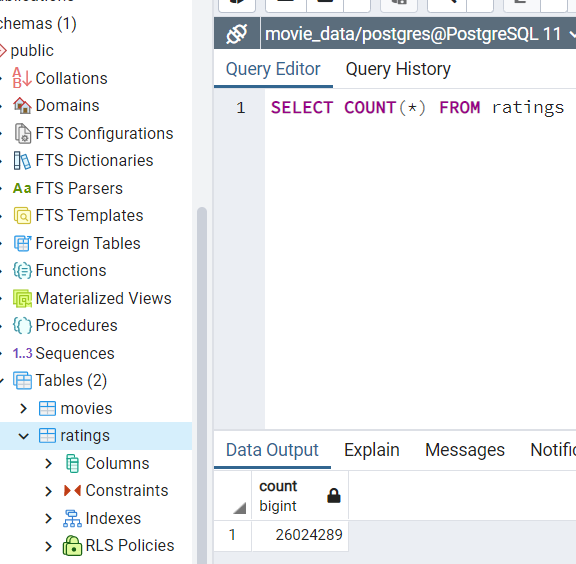 chemas (1)
public
Collations
Domains
FTS Configurations
FTS Dictionaries
Aa FTS Parsers
FTS Templates
Foreign Tables
Functions
Materialized Views
Procedures
1..3 Sequences
Tables (2)
movies
ratings
Columns
Constraints
Indexes
RLS Policies
movie_data/postgres@PostgreSQL 11
Query Editor Query History
1 SELECT COUNT(*) FROM ratings
Data Output Explain Messages Notific
count
bigint
1 26024289